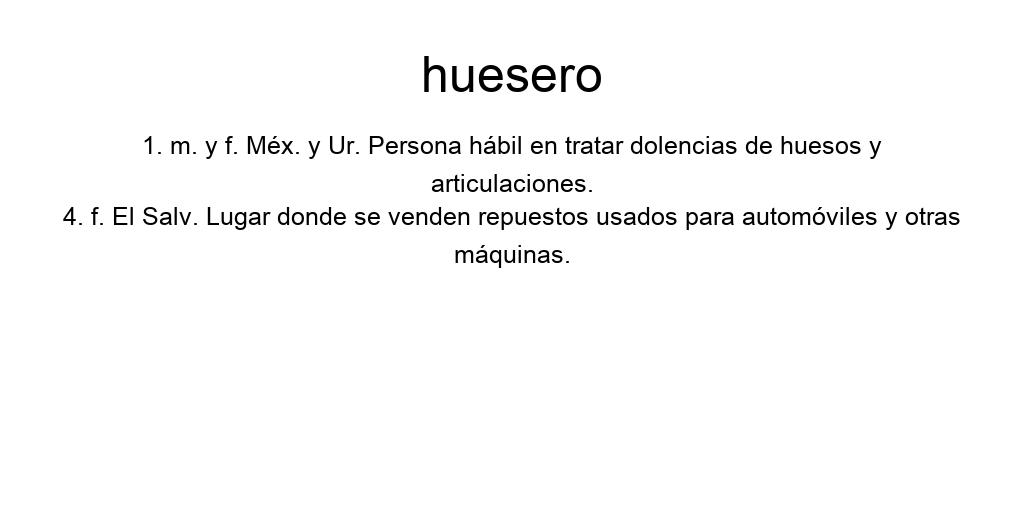 huesero
1. m. y f. Méx. y Ur. Persona hábil en tratar dolencias de huesos y
articulaciones.
4. f. El Salv. Lugar donde se venden repuestos usados para automóviles y otras
máquinas.